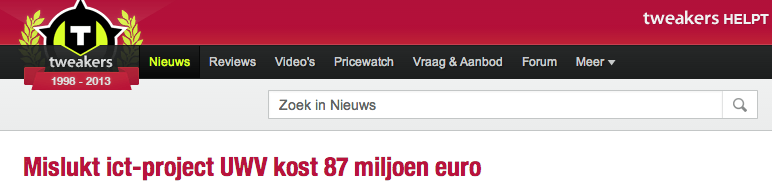 tweakers HELPT
T
tweakers
1998 - 2013
Nieuws Reviews Video's Pricewatch Vraag & Aanbod Forum Meer
Zoek in Nieuws
Mislukt ict-project UWV kost 87 miljoen euro